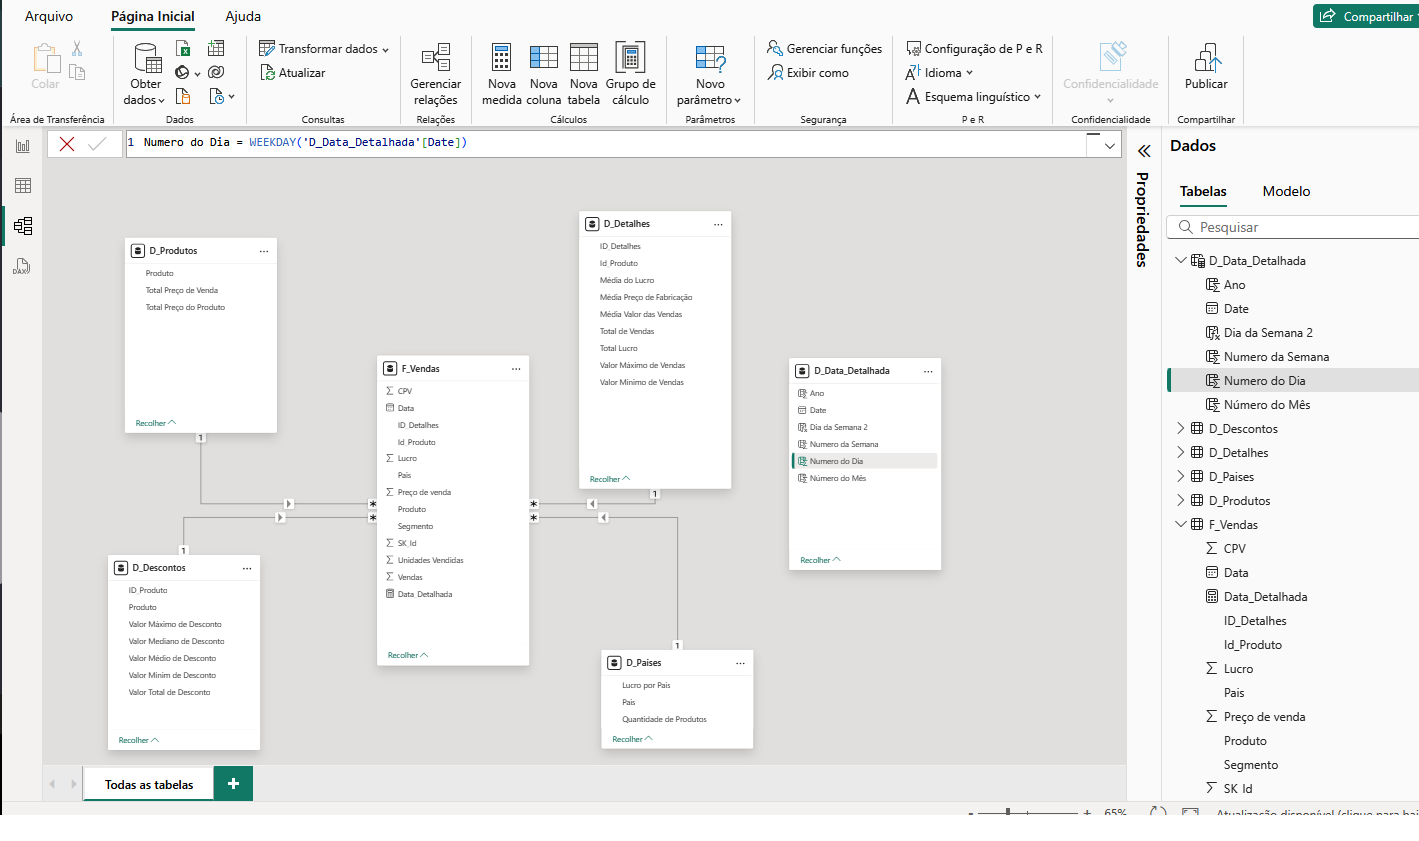 Arquivo Página Inicial Ajuda Compartilhar
Colar
Área de Transferência
Obter dados
Dados
Transformar dados
Atualizar
Consultas
Gerenciar relações
Relações
Nova medida
Nova coluna
Nova tabela
Grupo de cálculo
Cálculos
Novo parâmetro
Parâmetros
Gerenciar funções
Exibir como
Segurança
Configuração de P e R
Idioma
Esquema linguístico
P e R
Confidencialidade
Confidencialidade
Publicar
Compartilhar
1 Numero do Dia = WEEKDAY('D_Data_Detalhada'[Date])
DAX
D_Produtos
Produto
Total Preço de Venda
Total Preço do Produto
Recolher
1
D_Detalhes
ID_Detalhes
Id_Produto
Média do Lucro
Média Preço de Fabricação
Média Valor das Vendas
Total de Vendas
Total Lucro
Valor Máximo de Vendas
Valor Minimo de Vendas
Recolher
1
F_Vendas
CPV
Data
ID_Detalhes
Id_Produto
Lucro
Pais
Preço de venda
Produto
Segmento
SK_Id
Unidades Vendidas
Vendas
Data_Detalhada
Recolher
*
*
*
*
D_Data_Detalhada
Ano
Date
Dia da Semana 2
Numero da Semana
Numero do Dia
Número do Mês
Recolher
1
D_Descontos
ID_Produto
Produto
Valor Máximo de Desconto
Valor Mediano de Desconto
Valor Médio de Desconto
Valor Minim de Desconto
Valor Total de Desconto
Recolher
1
D_Paises
Lucro por Pais
Pais
Quantidade de Produtos
Recolher
Todas as tabelas +
Propriedades
Dados
Tabelas Modelo
Pesquisar
D_Data_Detalhada
Ano
Date
Dia da Semana 2
Numero da Semana
Numero do Dia
Número do Mês
D_Descontos
D_Detalhes
D_Paises
D_Produtos
F_Vendas
CPV
Data
Data_Detalhada
ID_Detalhes
Id_Produto
Lucro
Pais
Preço de venda
Produto
Segmento
SK_Id
- + 65% Atualização disponível (clique para bai